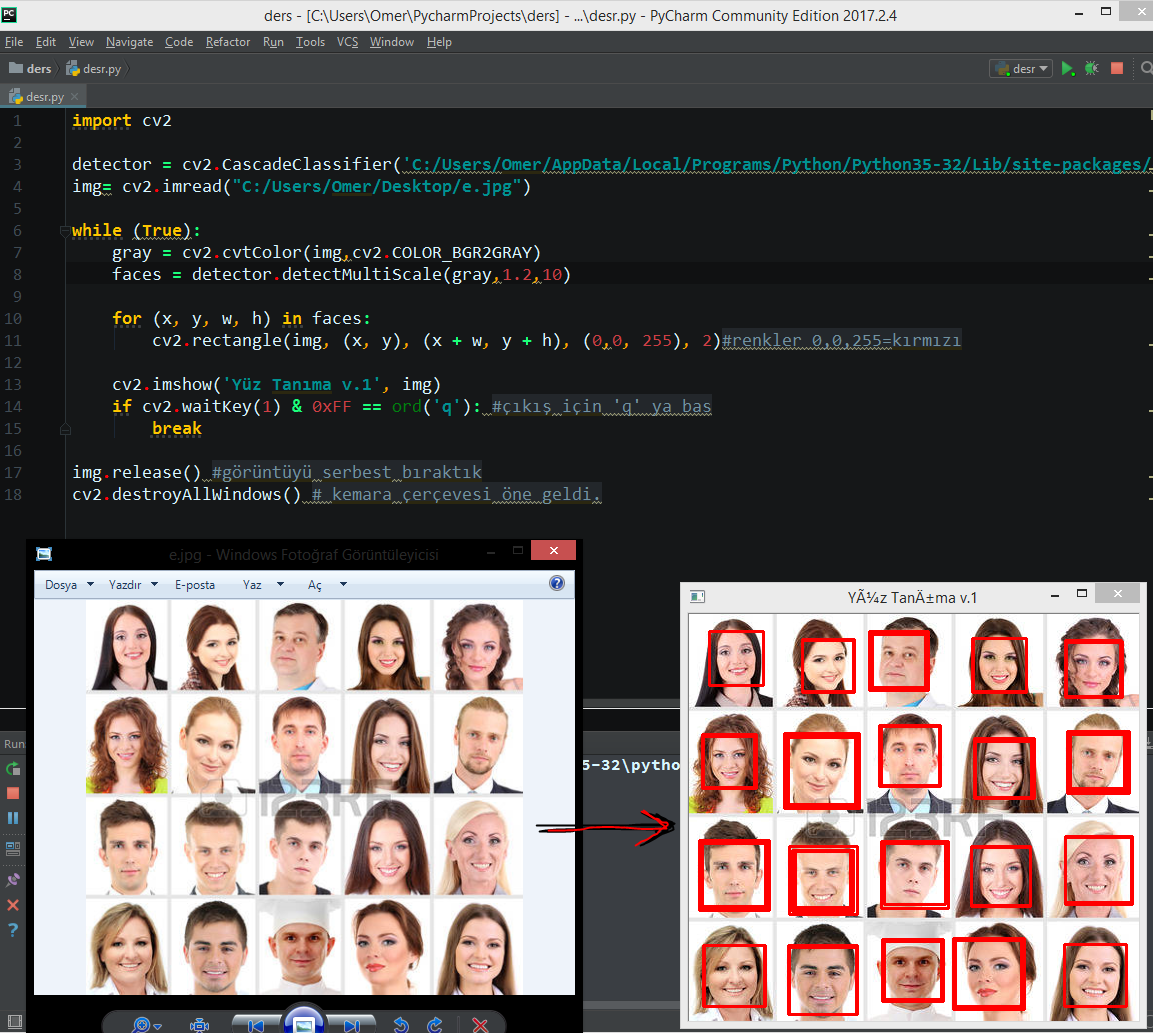 ders - [C:\Users\Omer\PycharmProjects\ders] - ...\desr.py - PyCharm Community Edition 2017.2.4
File Edit View Navigate Code Refactor Run Tools VCS Window Help
ders desr.py desr
desr.py
1 import cv2
2
3 detector = cv2.CascadeClassifier('C:/Users/Omer/AppData/Local/Programs/Python/Python35-32/Lib/site-packages/
4 img= cv2.imread("C:/Users/Omer/Desktop/e.jpg")
5
6 while (True):
7 gray = cv2.cvtColor(img,cv2.COLOR_BGR2GRAY)
8 faces = detector.detectMultiScale(gray,1.2,10)
9
10 for (x, y, w, h) in faces:
11 cv2.rectangle(img, (x, y), (x + w, y + h), (0,0, 255), 2)#renkler 0,0,255=kırmızı
12
13 cv2.imshow('Yüz Tanıma v.1', img)
14 if cv2.waitKey(1) & 0xFF == ord('q'): #çıkış için 'q' ya bas
15 break
16
17 img.release() #görüntüyü serbest bıraktık
18 cv2.destroyAllWindows() # kemara çerçevesi öne geldi.
e.jpg - Windows Fotoğraf Görüntüleyicisi
Dosya Yazdır E-posta Yaz Aç
YÃ¼z TanÄ±ma v.1
Run
5-32\pytho
123RF
123RF